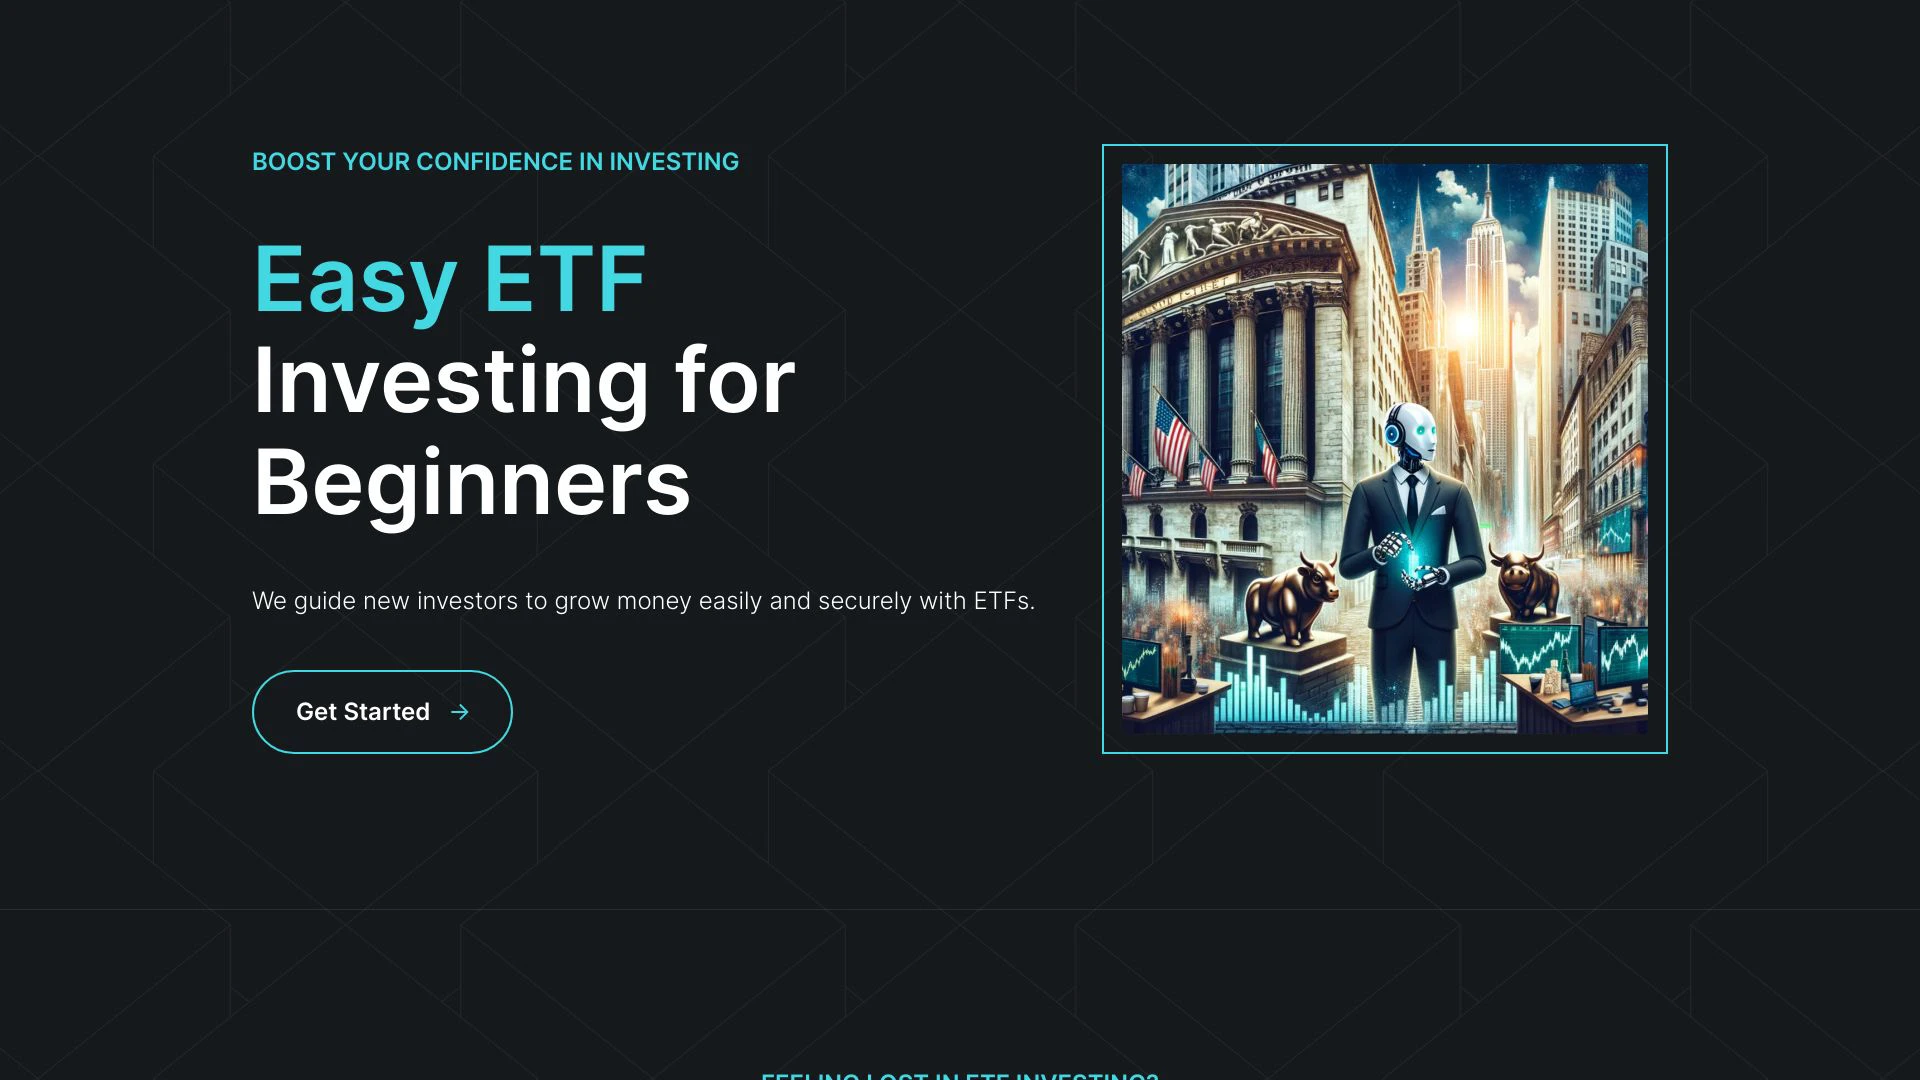 BOOST YOUR CONFIDENCE IN INVESTING
Easy ETF
Investing for
Beginners
We guide new investors to grow money easily and securely with ETFs.
Get Started
FEELING LOST IN ETF INVESTING?